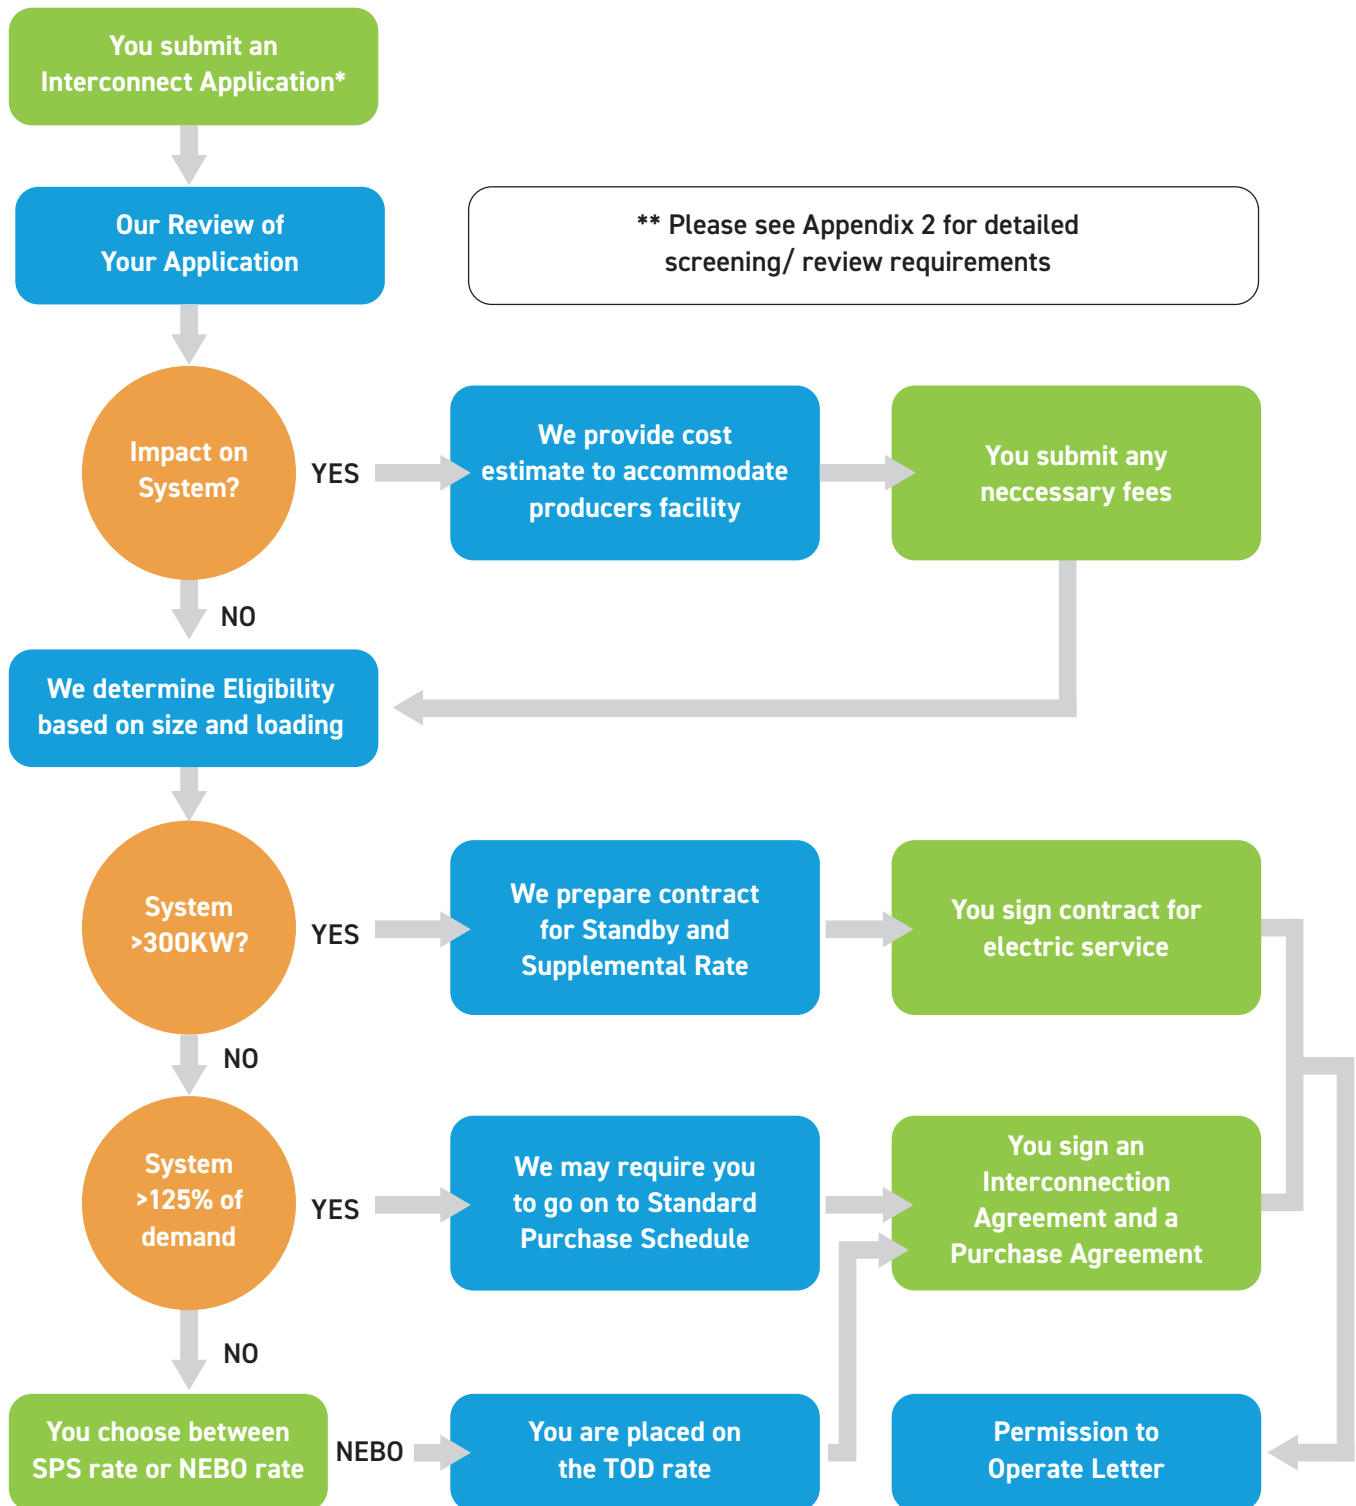 You submit an
Interconnect Application*
Our Review of
Your Application
** Please see Appendix 2 for detailed
screening/ review requirements
Impact on
System?
YES
We provide cost
estimate to accommodate
producers facility
You submit any
neccessary fees
NO
We determine Eligibility
based on size and loading
System
>300KW?
YES
We prepare contract
for Standby and
Supplemental Rate
You sign contract for
electric service
NO
System
>125% of
demand
YES
We may require you
to go on to Standard
Purchase Schedule
You sign an
Interconnection
Agreement and a
Purchase Agreement
NO
You choose between
SPS rate or NEBO rate
NEBO
You are placed on
the TOD rate
Permission to
Operate Letter